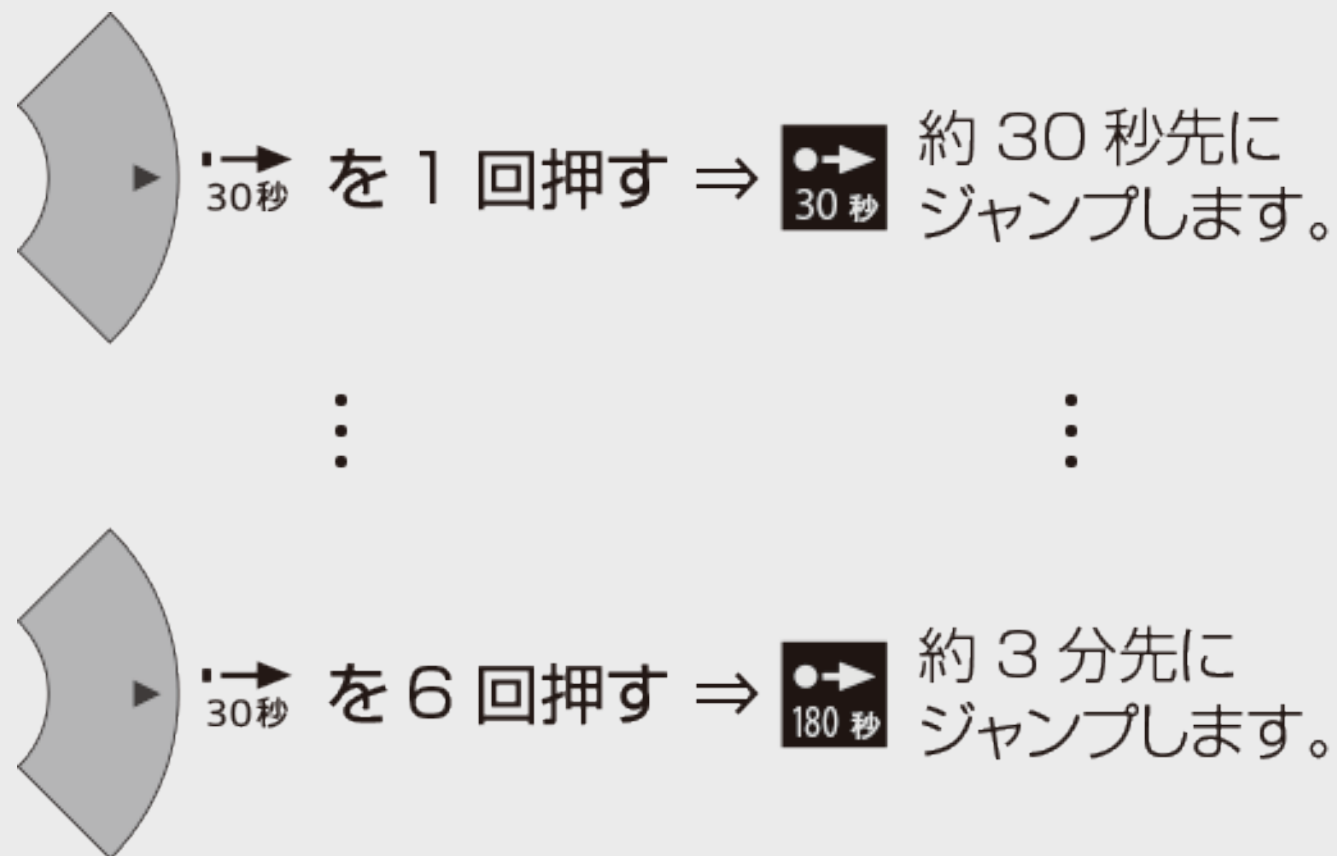 30秒 を 1 回押す ⇒ 30 秒 約 30 秒先に
ジャンプします。
30秒 を 6 回押す ⇒ 180 秒 約 3 分先に
ジャンプします。